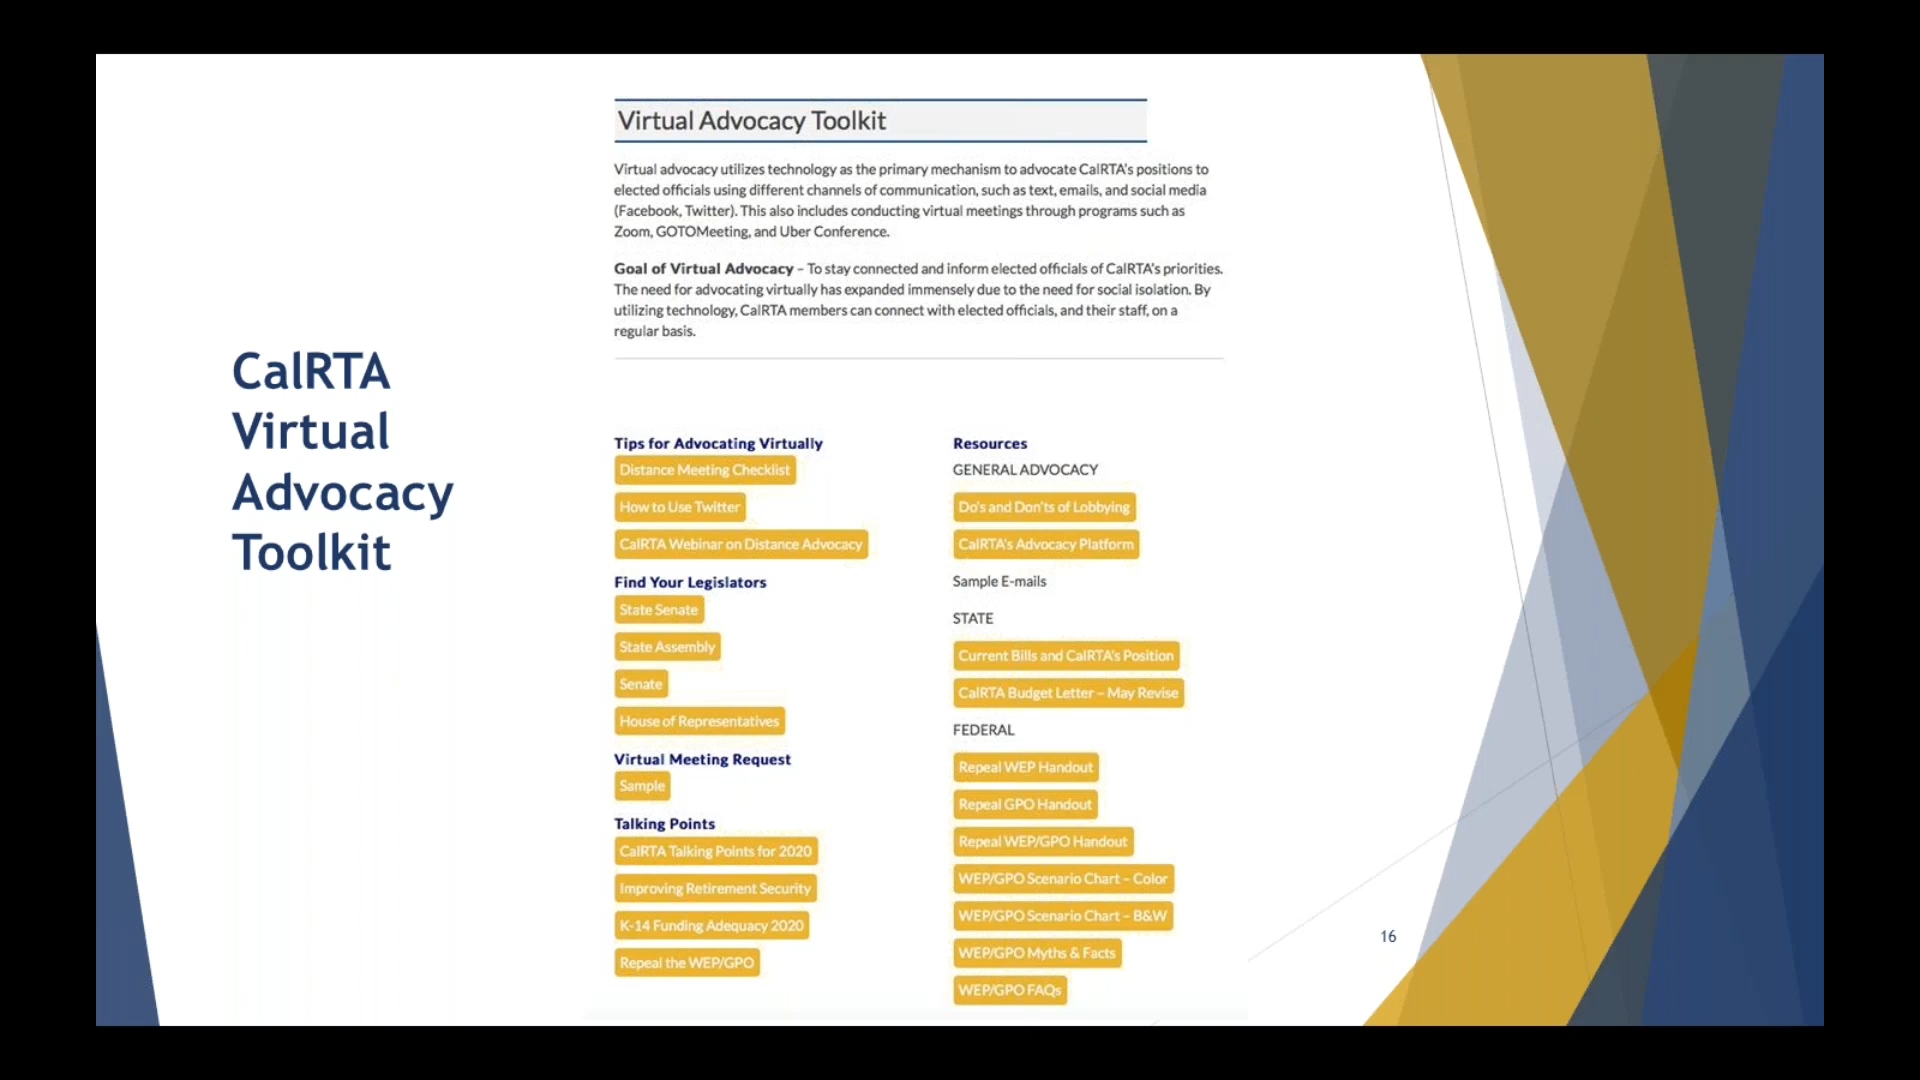 CalRTA
Virtual
Advocacy
Toolkit
Virtual Advocacy Toolkit
Virtual advocacy utilizes technology as the primary mechanism to advocate CalRTA's positions to
elected officials using different channels of communication, such as text, emails, and social media
(Facebook, Twitter). This also includes conducting virtual meetings through programs such as
Zoom, GOTOMeeting, and Uber Conference.
Goal of Virtual Advocacy – To stay connected and inform elected officials of CalRTA's priorities.
The need for advocating virtually has expanded immensely due to the need for social isolation. By
utilizing technology, CalRTA members can connect with elected officials, and their staff, on a
regular basis.
Tips for Advocating Virtually
Distance Meeting Checklist
How to Use Twitter
CalRTA Webinar on Distance Advocacy
Find Your Legislators
State Senate
State Assembly
Senate
House of Representatives
Virtual Meeting Request
Sample
Talking Points
CalRTA Talking Points for 2020
Improving Retirement Security
K-14 Funding Adequacy 2020
Repeal the WEP/GPO
Resources
GENERAL ADVOCACY
Do's and Don'ts of Lobbying
CalRTA's Advocacy Platform
Sample E-mails
STATE
Current Bills and CalRTA's Position
CalRTA Budget Letter – May Revise
FEDERAL
Repeal WEP Handout
Repeal GPO Handout
Repeal WEP/GPO Handout
WEP/GPO Scenario Chart – Color
WEP/GPO Scenario Chart – B&W
WEP/GPO Myths & Facts
WEP/GPO FAQs
16